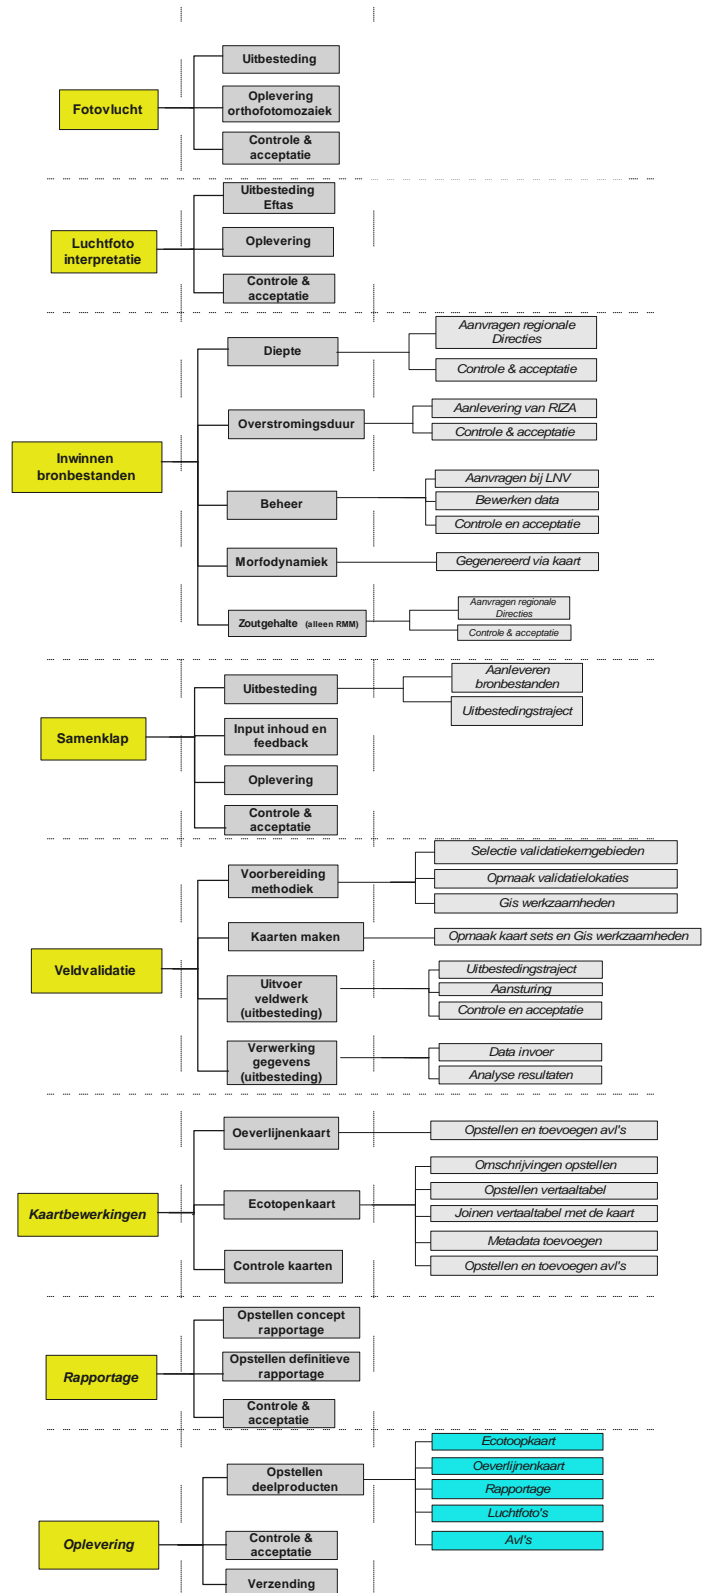 Fotovlucht
Uitbesteding
Oplevering
orthofotomozaiek
Controle &
acceptatie
Luchtfoto
interpretatie
Uitbesteding
Eftas
Oplevering
Controle &
acceptatie
Inwinnen
bronbestanden
Diepte
Aanvragen regionale
Directies
Controle & acceptatie
Overstromingsduur
Aanlevering van RIZA
Controle & acceptatie
Beheer
Aanvragen bij LNV
Bewerken data
Controle en acceptatie
Morfodynamiek
Gegenereerd via kaart
Zoutgehalte (alleen RMM)
Aanvragen regionale
Directies
Controle & acceptatie
Samenklap
Uitbesteding
Aanleveren
bronbestanden
Uitbestedingstraject
Input inhoud en
feedback
Oplevering
Controle &
acceptatie
Veldvalidatie
Voorbereiding
methodiek
Selectie validatiekerngebieden
Opmaak validatielokaties
Gis werkzaamheden
Kaarten maken
Opmaak kaart sets en Gis werkzaamheden
Uitvoer
veldwerk
(uitbesteding)
Uitbestedingstraject
Aansturing
Controle en acceptatie
Verwerking
gegevens
(uitbesteding)
Data invoer
Analyse resultaten
Kaartbewerkingen
Oeverlijnenkaart
Opstellen en toevoegen avl's
Ecotopenkaart
Omschrijvingen opstellen
Opstellen vertaaltabel
Joinen vertaaltabel met de kaart
Metadata toevoegen
Opstellen en toevoegen avl's
Controle kaarten
Rapportage
Opstellen concept
rapportage
Opstellen definitieve
rapportage
Controle &
acceptatie
Oplevering
Opstellen
deelproducten
Ecotoopkaart
Oeverlijnenkaart
Rapportage
Luchtfoto's
Avl's
Controle &
acceptatie
Verzending